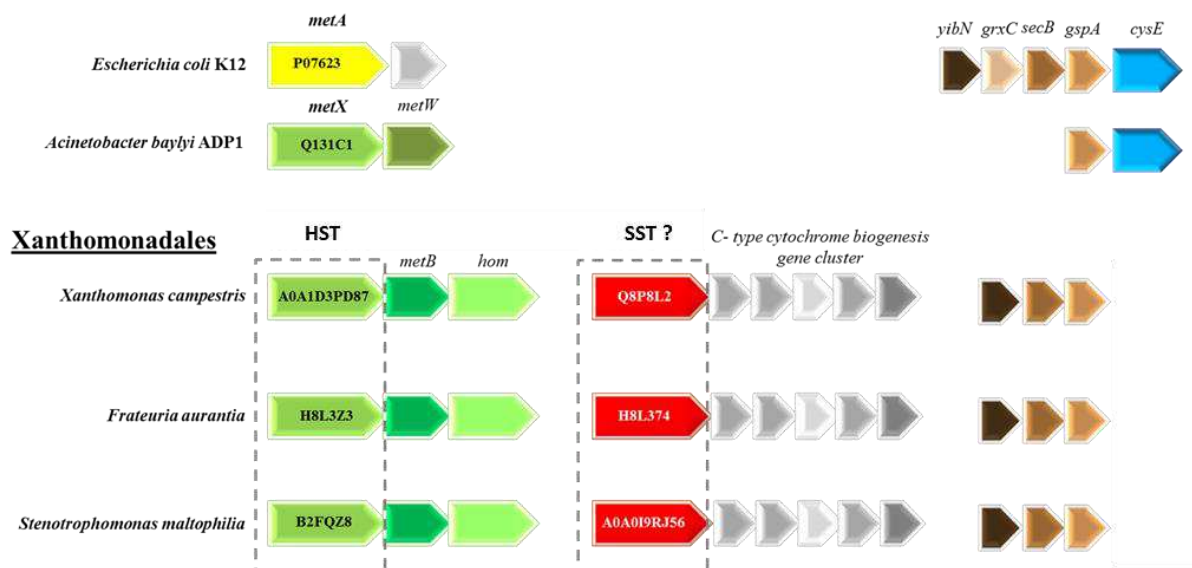 metA
yibN grxC secB gspA cysE
Escherichia coli K12
P07623
metX metW
Acinetobacter baylyi ADP1
Q131C1
Xanthomonadales
HST
SST ?
C- type cytochrome biogenesis
gene cluster
metB hom
Xanthomonas campestris
A0A1D3PD87
Q8P8L2
Frateuria aurantia
H8L3Z3
H8L374
Stenotrophomonas maltophilia
B2FQZ8
A0A0I9RJ56